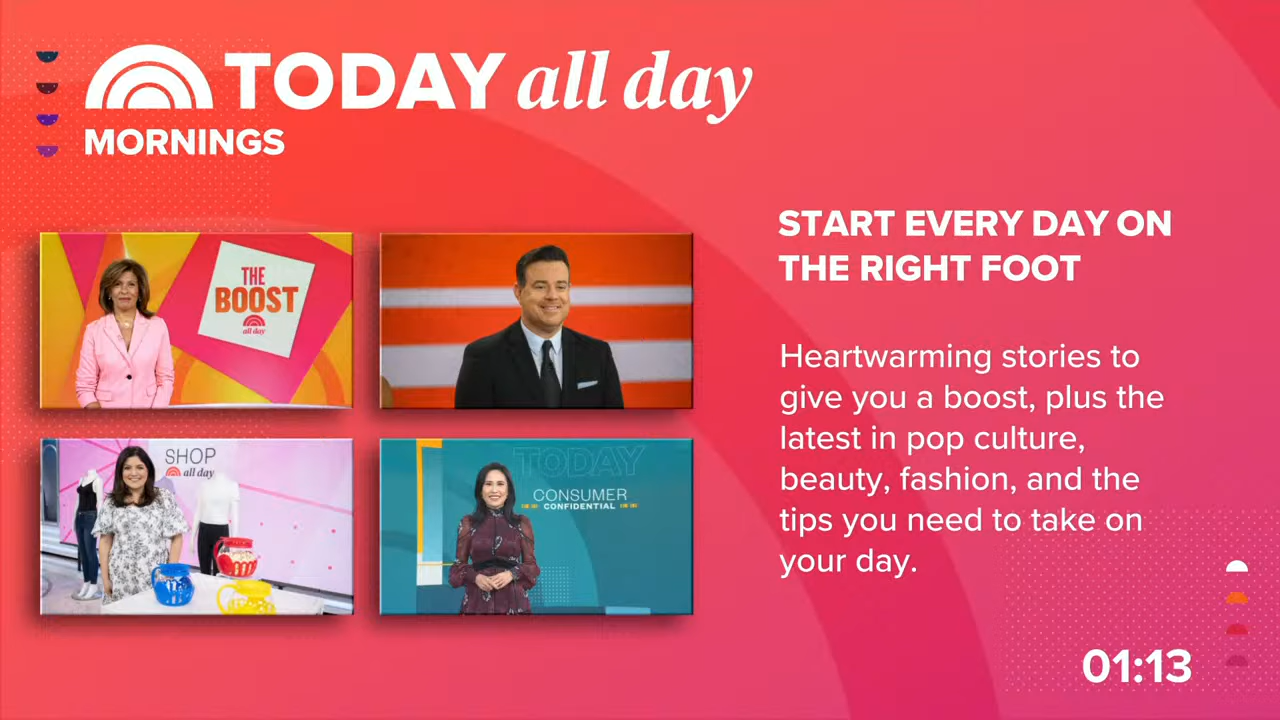 TODAY all day
MORNINGS
START EVERY DAY ON
THE RIGHT FOOT
THE
BOOST
all day
Heartwarming stories to
give you a boost, plus the
latest in pop culture,
beauty, fashion, and the
tips you need to take on
your day.
SHOP
all day
TODAY
CONSUMER
CONFIDENTIAL
01:13